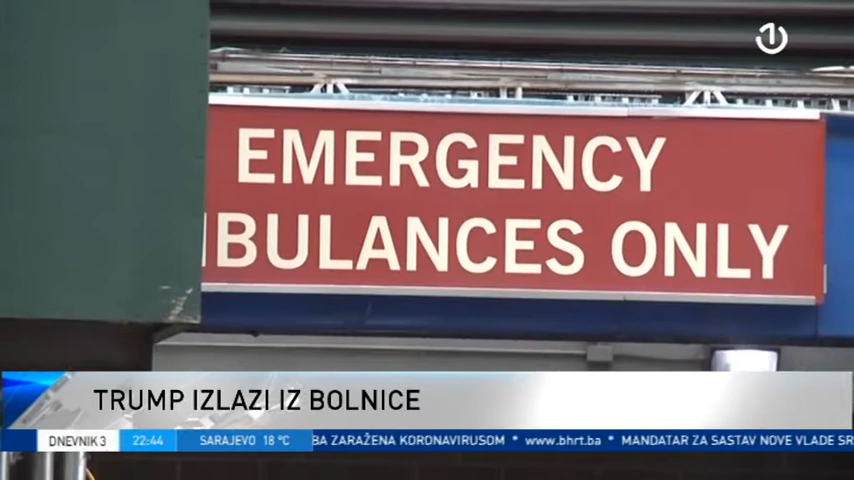 EMERGENCY
AMBULANCES ONLY
TRUMP IZLAZI IZ BOLNICE
DNEVNIK 3 22:44 SARAJEVO 18 °C BA ZARAŽENA KORONAVIRUSOM * www.bhrt.ba * MANDATAR ZA SASTAV NOVE VLADE SR